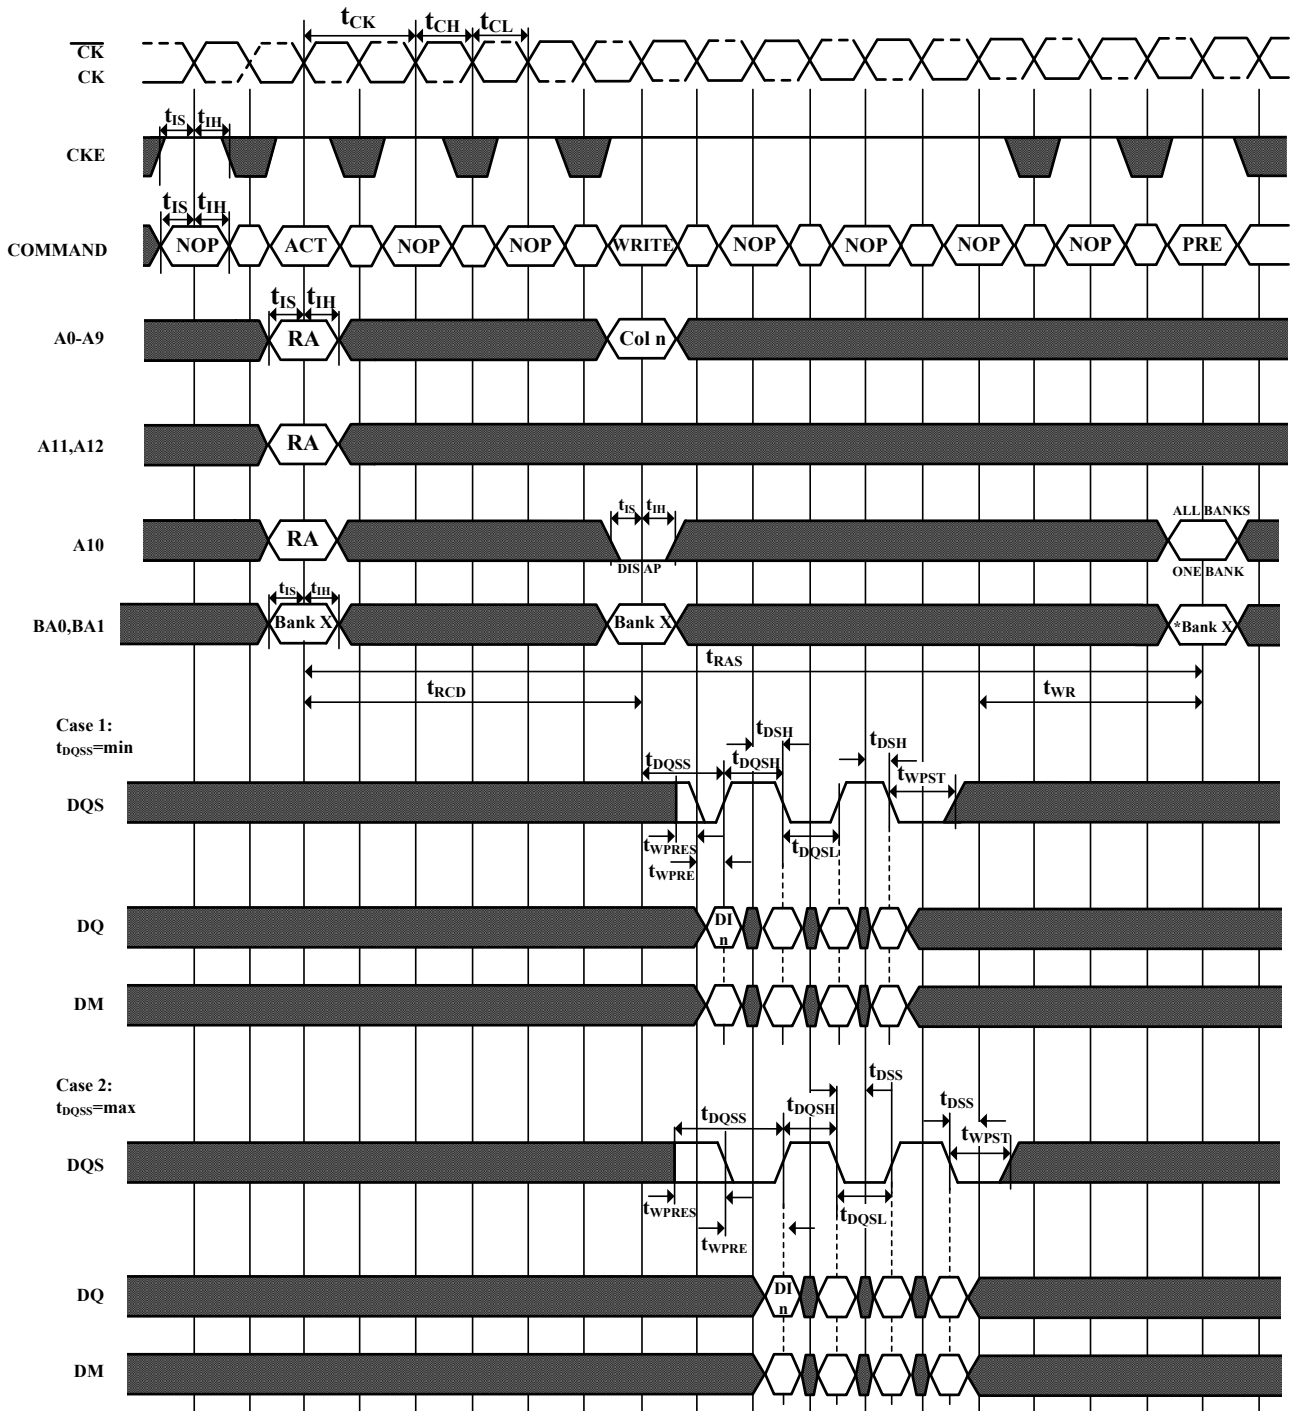 tCK tCH tCL
CK
CK
tIS tIH
CKE
tIS tIH
COMMAND NOP ACT NOP NOP WRITE NOP NOP NOP NOP PRE
tIS tIH
A0-A9 RA Col n
A11,A12 RA
tIS tIH ALL BANKS
A10 RA
DIS AP ONE BANK
tIS tIH
BA0,BA1 Bank X Bank X *Bank X
tRAS
tRCD tWR
Case 1:
tDQSS=min
tDSH tDSH
tDQSS tDQSH tWPST
DQS
tWPRES tDQSL
tWPRE
DQ DI
n
DM
Case 2:
tDQSS=max
tDSS tDSS
tDQSS tDQSH tWPST
DQS
tWPRES tDQSL
tWPRE
DQ DI
n
DM